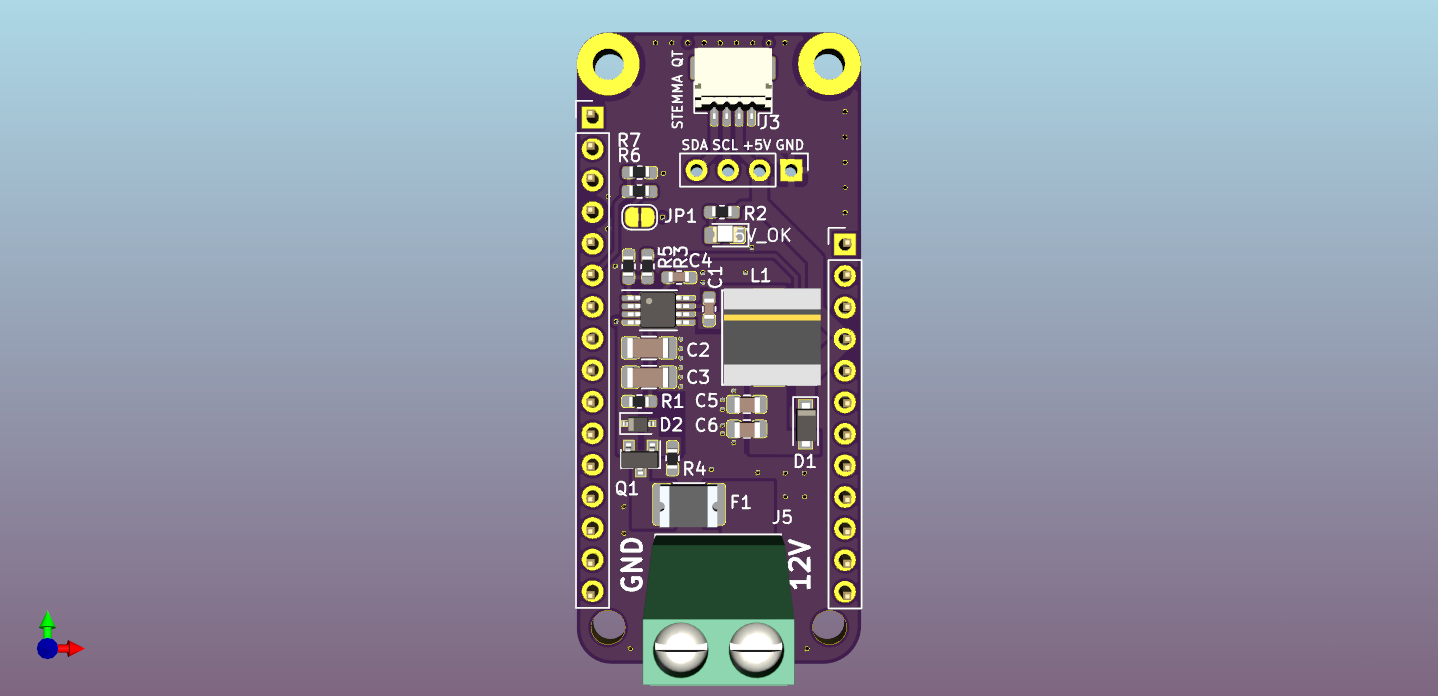 STEMMA QT
J3
SDA SCL +5V GND
R7
R6
JP1
R2
5V_OK
R5
R3
C4
C1
L1
C2
C3
R1
C5
D2
C6
D1
R4
Q1
F1
J5
GND
12V